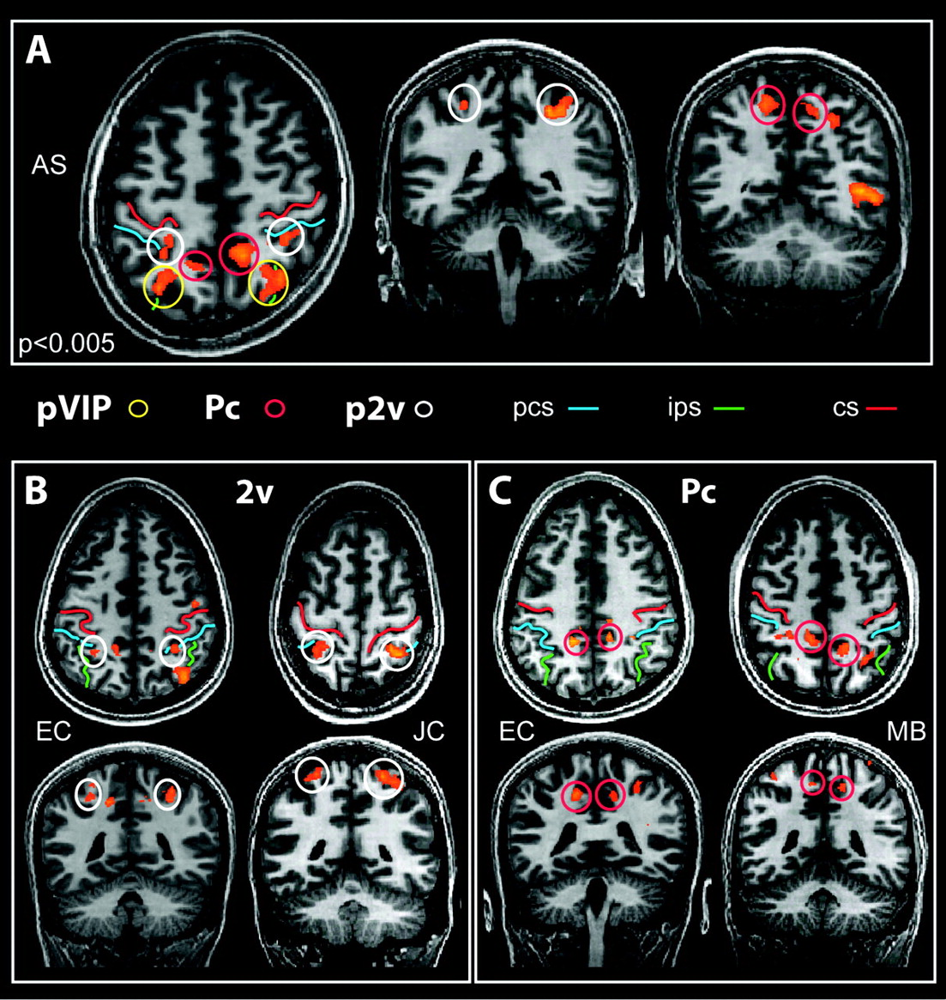 A
AS
p<0.005
pVIP Pc p2v pcs ips cs
B 2v
EC JC
C Pc
EC MB